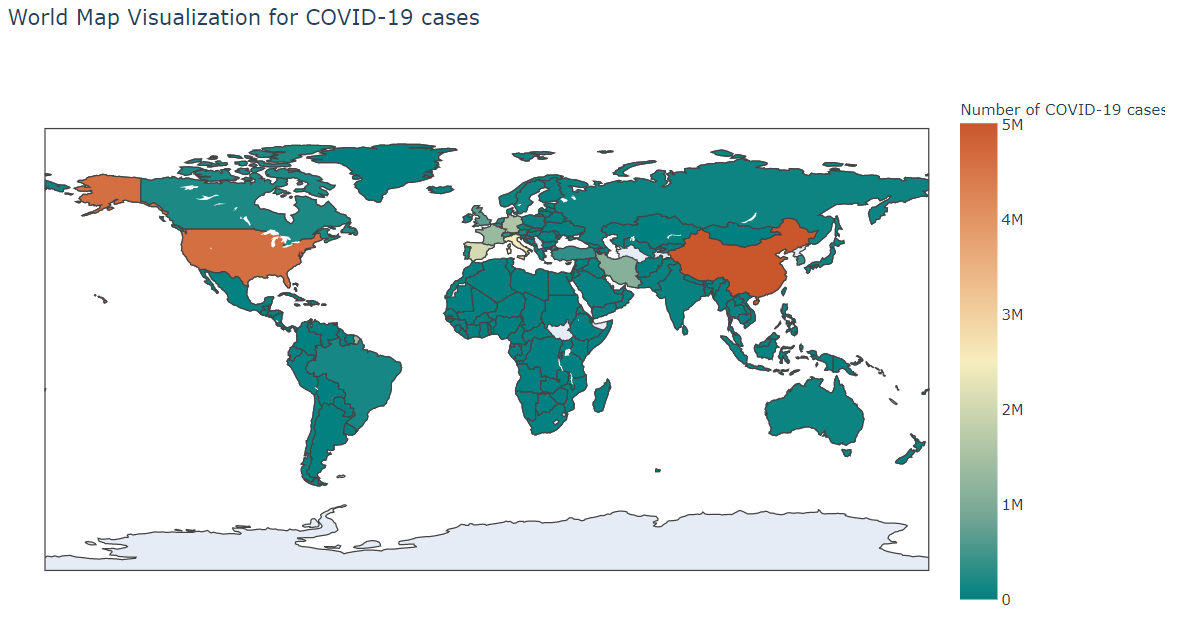 World Map Visualization for COVID-19 cases
Number of COVID-19 cases
5M
4M
3M
2M
1M
0